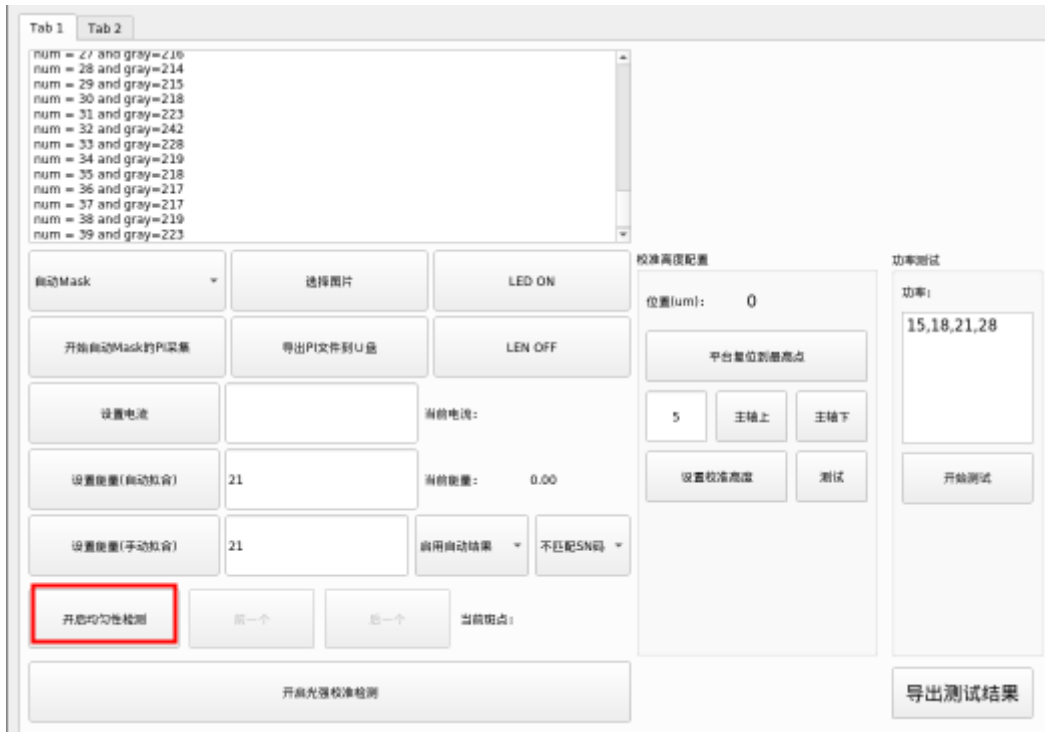 Tab 1
Tab 2
num = 27 and gray=216
num = 28 and gray=214
num = 29 and gray=215
num = 30 and gray=218
num = 31 and gray=223
num = 32 and gray=242
num = 33 and gray=228
num = 34 and gray=219
num = 35 and gray=218
num = 36 and gray=217
num = 37 and gray=217
num = 38 and gray=219
num = 39 and gray=223
自动Mask
选择图片
LED ON
开始自动Mask的PI采集
导出PI文件到U盘
LEN OFF
设置电流
当前电流:
设置能量(自动拟合)
21
当前能量:
0.00
设置能量(手动拟合)
21
启用自动结果
不匹配SN码
开启均匀性检测
前一个
后一个
当前斑点:
开启光强校准检测
校准高度配置
位置(um):
0
平台复位到最高点
5
主轴上
主轴下
设置校准高度
测试
功率测试
功率:
15,18,21,28
开始测试
导出测试结果